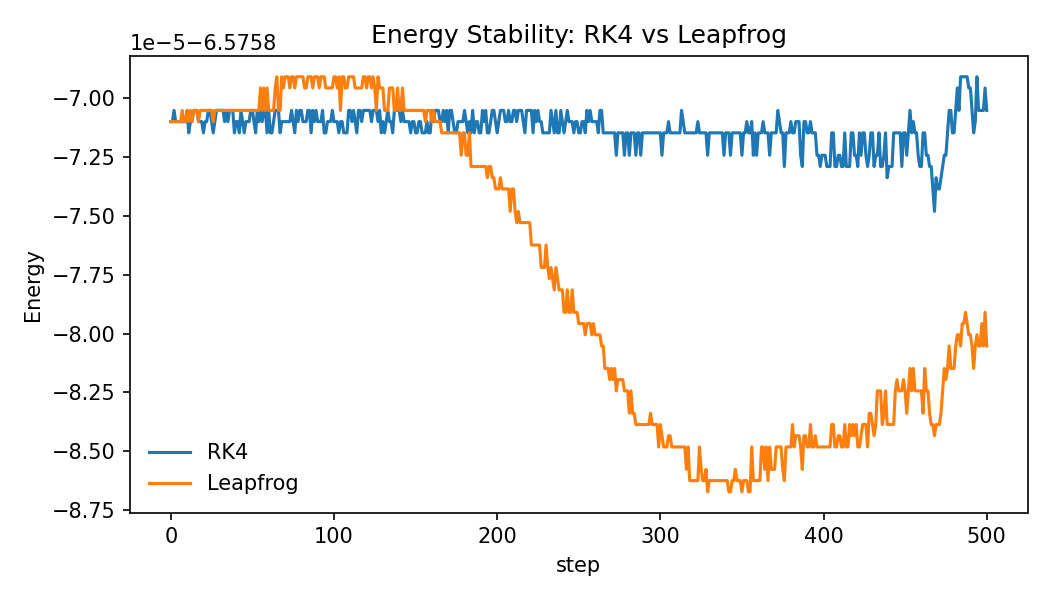 Energy Stability: RK4 vs Leapfrog
1e−5−6.5758
−7.00
−7.25
−7.50
−7.75
−8.00
−8.25
−8.50
−8.75
Energy
RK4
Leapfrog
0 100 200 300 400 500
step